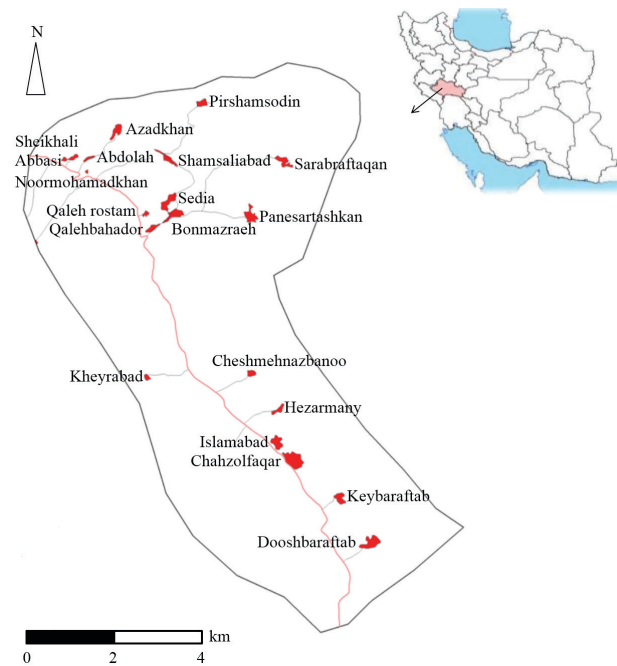 N
Pirshamsodin
Azadkhan
Sheikhali
Abbasi
Abdolah
Shamsaliabad
Sarabraftaqan
Noormohamadkhan
Sedia
Qaleh rostam
Panesartashkan
Qalehbahador
Bonmazraeh
Cheshmehnazbanoo
Kheyrabad
Hezarmany
Islamabad
Chahzolfaqar
Keybaraftab
Dooshbaraftab
km
0 2 4